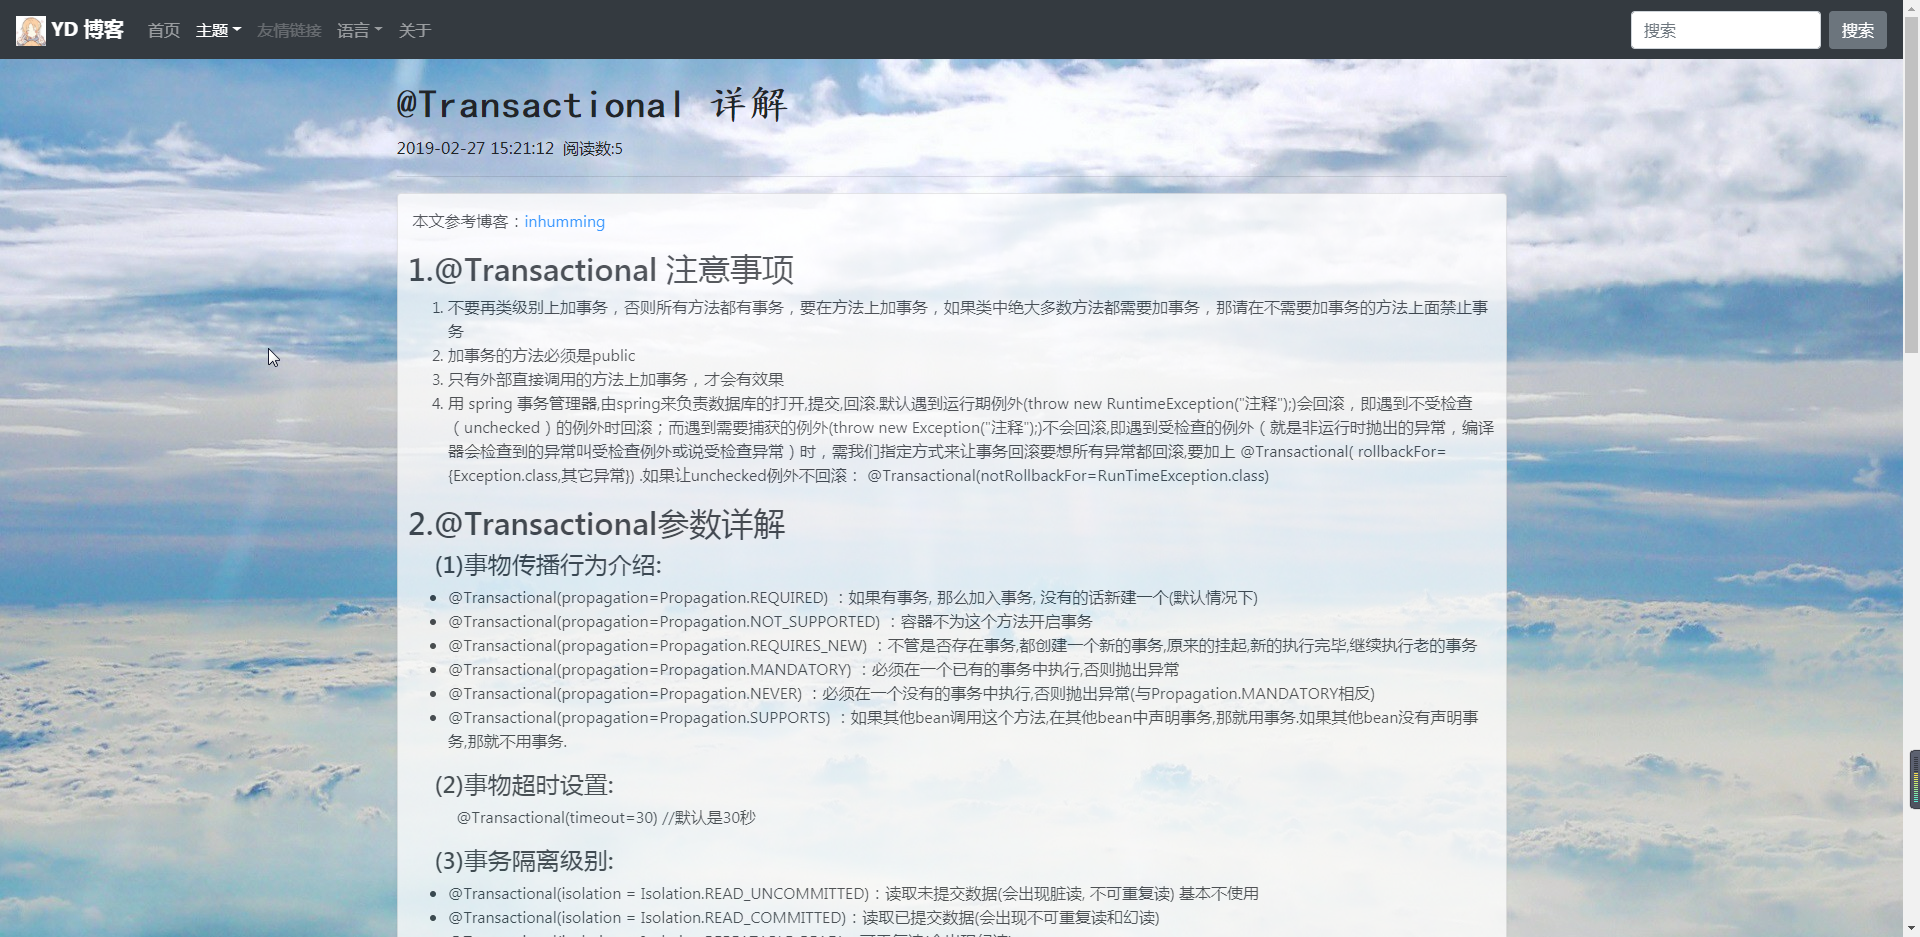 YD 博客 首页 主题 友情链接 语言 关于 搜索 搜索
@Transactional 详解
2019-02-27 15:21:12 阅读数:5
本文参考博客：inhumming
1.@Transactional 注意事项
1. 不要再类级别上加事务，否则所有方法都有事务，要在方法上加事务，如果类中绝大多数方法都需要加事务，那请在不需要加事务的方法上面禁止事
务
2. 加事务的方法必须是public
3. 只有外部直接调用的方法上加事务，才会有效果
4. 用 spring 事务管理器,由spring来负责数据库的打开,提交,回滚.默认遇到运行期例外(throw new RuntimeException("注释");)会回滚，即遇到不受检查
（unchecked）的例外时回滚；而遇到需要捕获的例外(throw new Exception("注释");)不会回滚,即遇到受检查的例外（就是非运行时抛出的异常，编译
器会检查到的异常叫受检查例外或说受检查异常）时，需我们指定方式来让事务回滚要想所有异常都回滚,要加上 @Transactional( rollbackFor=
{Exception.class,其它异常}) .如果让unchecked例外不回滚： @Transactional(notRollbackFor=RunTimeException.class)
2.@Transactional参数详解
(1)事物传播行为介绍:
• @Transactional(propagation=Propagation.REQUIRED) ：如果有事务, 那么加入事务, 没有的话新建一个(默认情况下)
• @Transactional(propagation=Propagation.NOT_SUPPORTED) ：容器不为这个方法开启事务
• @Transactional(propagation=Propagation.REQUIRES_NEW) ：不管是否存在事务,都创建一个新的事务,原来的挂起,新的执行完毕,继续执行老的事务
• @Transactional(propagation=Propagation.MANDATORY) ：必须在一个已有的事务中执行,否则抛出异常
• @Transactional(propagation=Propagation.NEVER) ：必须在一个没有的事务中执行,否则抛出异常(与Propagation.MANDATORY相反)
• @Transactional(propagation=Propagation.SUPPORTS) ：如果其他bean调用这个方法,在其他bean中声明事务,那就用事务.如果其他bean没有声明事
务,那就不用事务.
(2)事物超时设置:
@Transactional(timeout=30) //默认是30秒
(3)事务隔离级别:
• @Transactional(isolation = Isolation.READ_UNCOMMITTED)：读取未提交数据(会出现脏读, 不可重复读) 基本不使用
• @Transactional(isolation = Isolation.READ_COMMITTED)：读取已提交数据(会出现不可重复读和幻读)